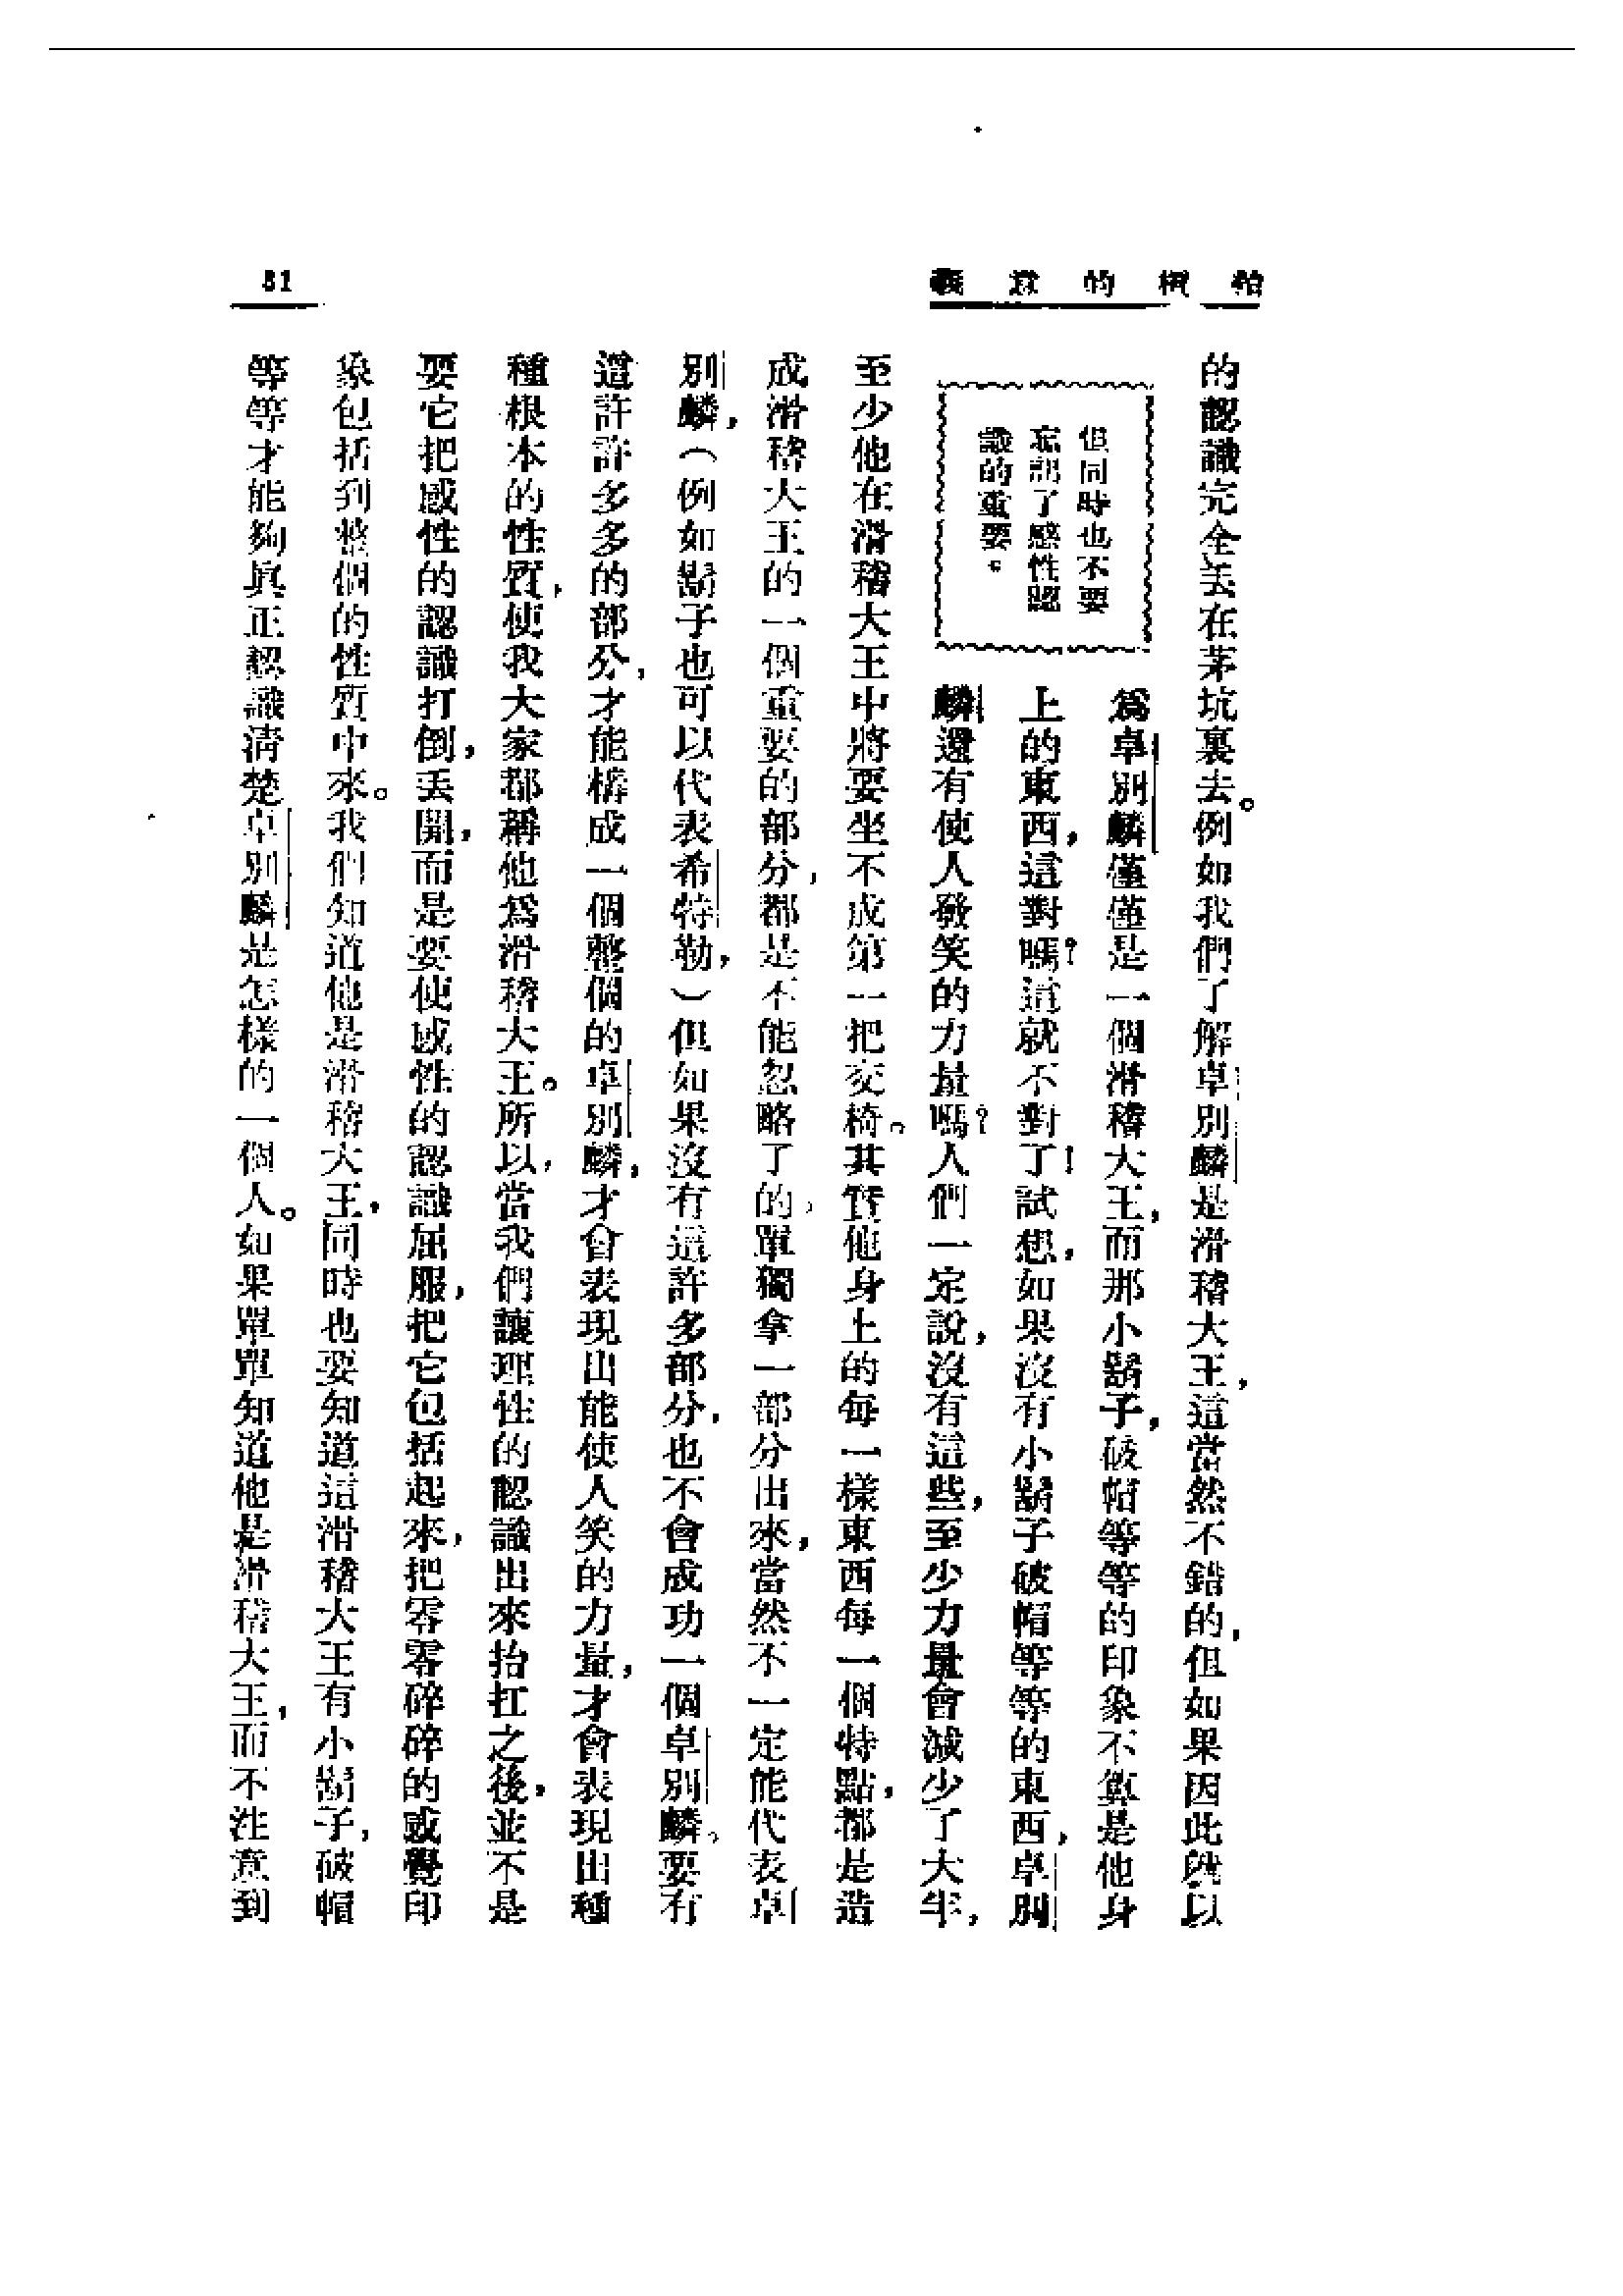 抬槓的意義
81
的認識完全丟在茅坑裏去。例如我們了解卓別麟是滑稽大王，這當然不錯的，但如果因此段以
但同時也不要
忘記了感性認
識的重要。
爲卓別麟僅僅是一個滑稽大王，而那小鬍子，破帽等等的印象不算是他身
上的東西，這對嗎？這就不對了！試想，如果沒有小鬍子破帽等等的東西，卓別
麟還有使人發笑的力量嗎？人們一定說，沒有這些，至少力量會減少了大半，
至少他在滑稽大王中將要坐不成第一把交椅。其實他身上的每一樣東西每一個特點，都是造
成滑稽大王的一個重要的部分，都是不能忽略了的。單獨拿一部分出來，當然不一定能代表卓
別麟，（例如鬍子也可以代表希特勒，）但如果沒有這許多部分，也不會成功一個卓別麟。要有
這許許多多的部分，才能構成一個整個的卓別麟，才會表現出能使人笑的力量，才會表現出種
種根本的性質，使我大家都稱他爲滑稽大王。所以，當我們讓理性的認識出來抬扛之後，並不是
要它把感性的認識打倒，丟開，而是要使感性的認識屈服，把它包括起來，把零零碎碎的感覺印
象包括到整個的性質中來。我們知道他是滑稽大王，同時也要知道這滑稽大王有小鬍子，破帽
等等才能夠眞正認識淸楚卓別麟是怎樣的一個人。如果單單知道他是滑稽大王，而不注意到